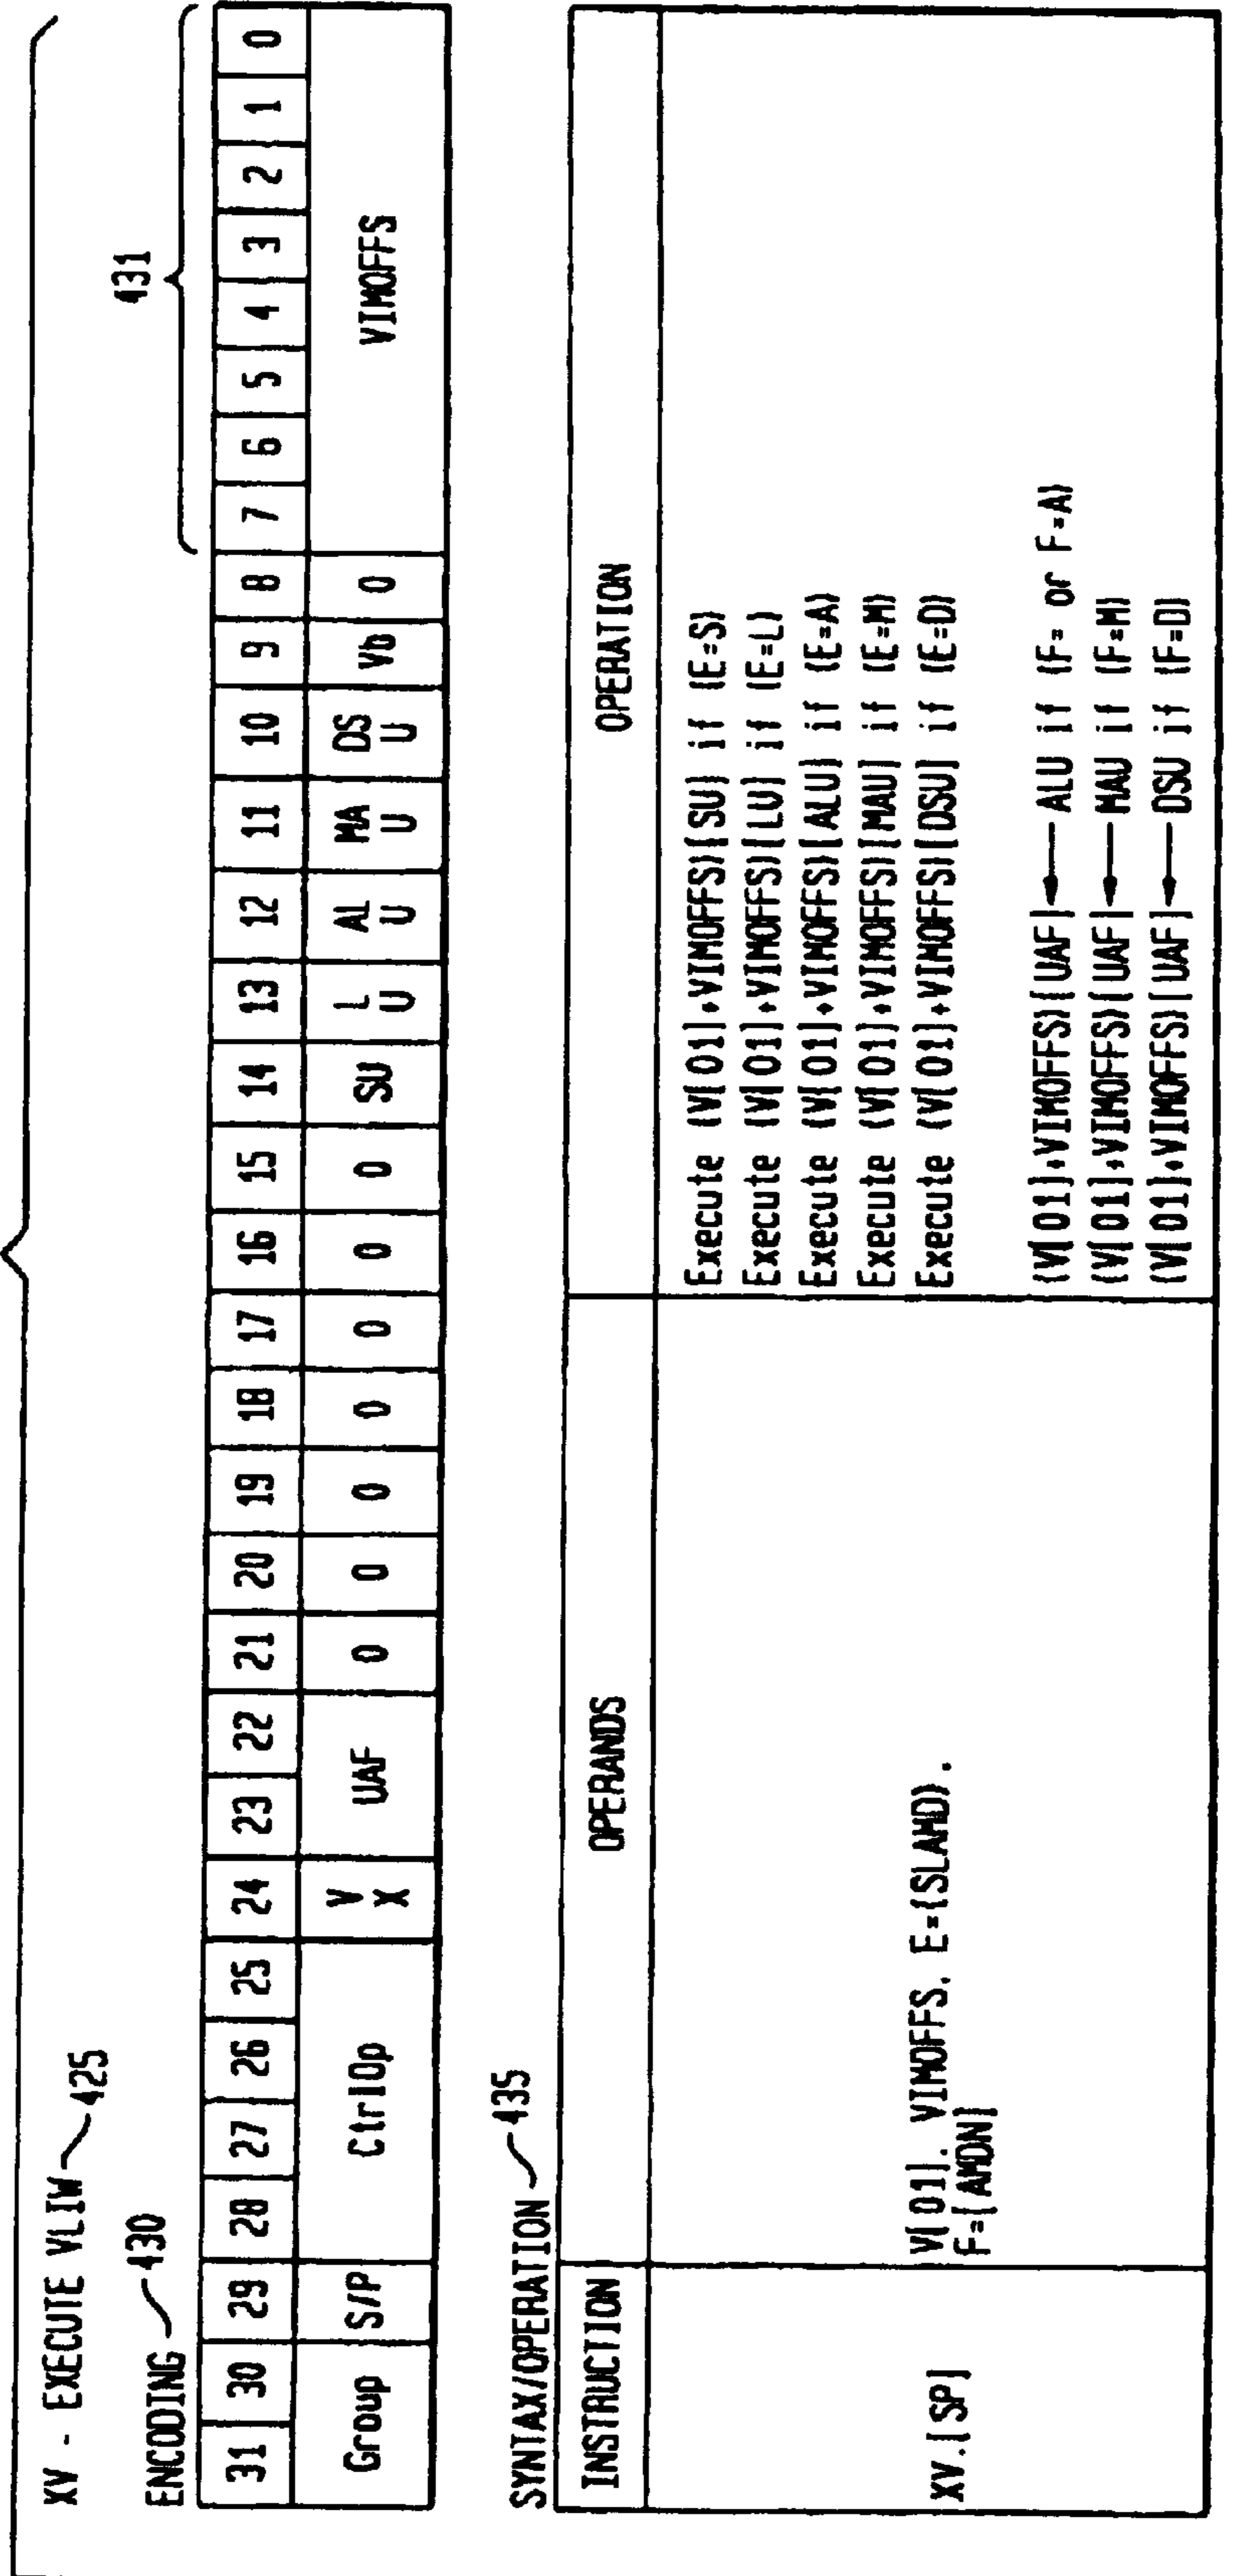 XV - EXECUTE VLIW 425
ENCODING 430
431
31 30 29 28 27 26 25 24 23 22 21 20 19 18 17 16 15 14 13 12 11 10 9 8 7 6 5 4 3 2 1 0
Group S/P CtrlOp V X UAF 0 0 0 0 0 0 0 SU L U AL U MA U DS U Vb 0 VIMOFFS
SYNTAX/OPERATION 435
INSTRUCTION OPERANDS OPERATION
XV.[SP]
V[01], VIMOFFS, E={SLAMD},
F=[AMDN]
Execute (V[01]+VIMOFFS)[SU] if (E=S)
Execute (V[01]+VIMOFFS)[LU] if (E=L)
Execute (V[01]+VIMOFFS)[ALU] if (E=A)
Execute (V[01]+VIMOFFS)[MAU] if (E=M)
Execute (V[01]+VIMOFFS)[DSU] if (E=D)
(V[01]+VIMOFFS)[UAF] ← ALU if (F= or F=A)
(V[01]+VIMOFFS)[UAF] ← MAU if (F=M)
(V[01]+VIMOFFS)[UAF] ← DSU if (F=D)